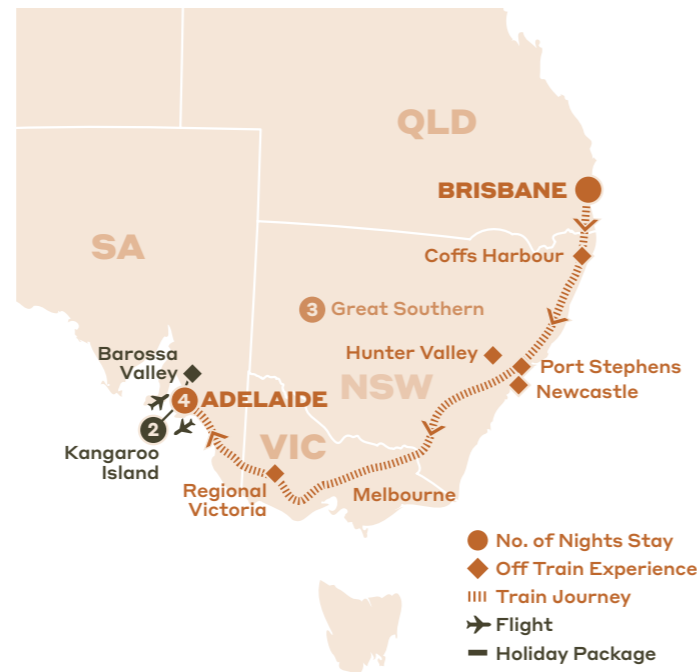 QLD
BRISBANE
SA
Coffs Harbour
3 Great Southern
Hunter Valley
Port Stephens
Barossa
Valley
NSW
Newcastle
4 ADELAIDE
2
Kangaroo
Island
VIC
Regional
Victoria
Melbourne
No. of Nights Stay
Off Train Experience
Train Journey
Flight
Holiday Package